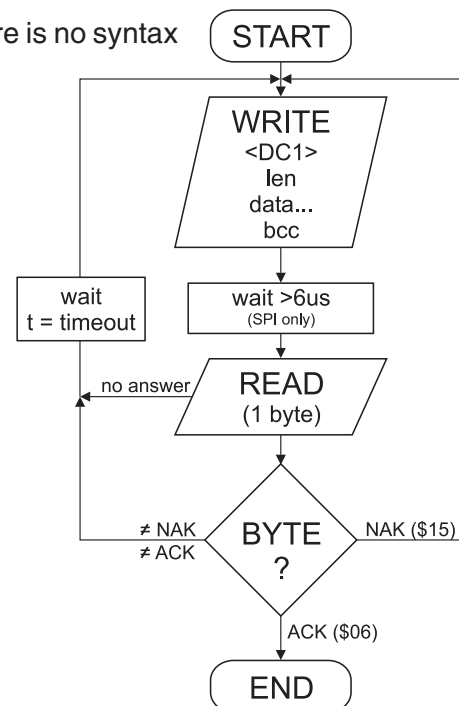 re is no syntax
START
WRITE
<DC1>
len
data...
bcc
wait
t = timeout
wait >6us
(SPI only)
no answer
READ
(1 byte)
≠ NAK
≠ ACK
BYTE
?
NAK ($15)
ACK ($06)
END